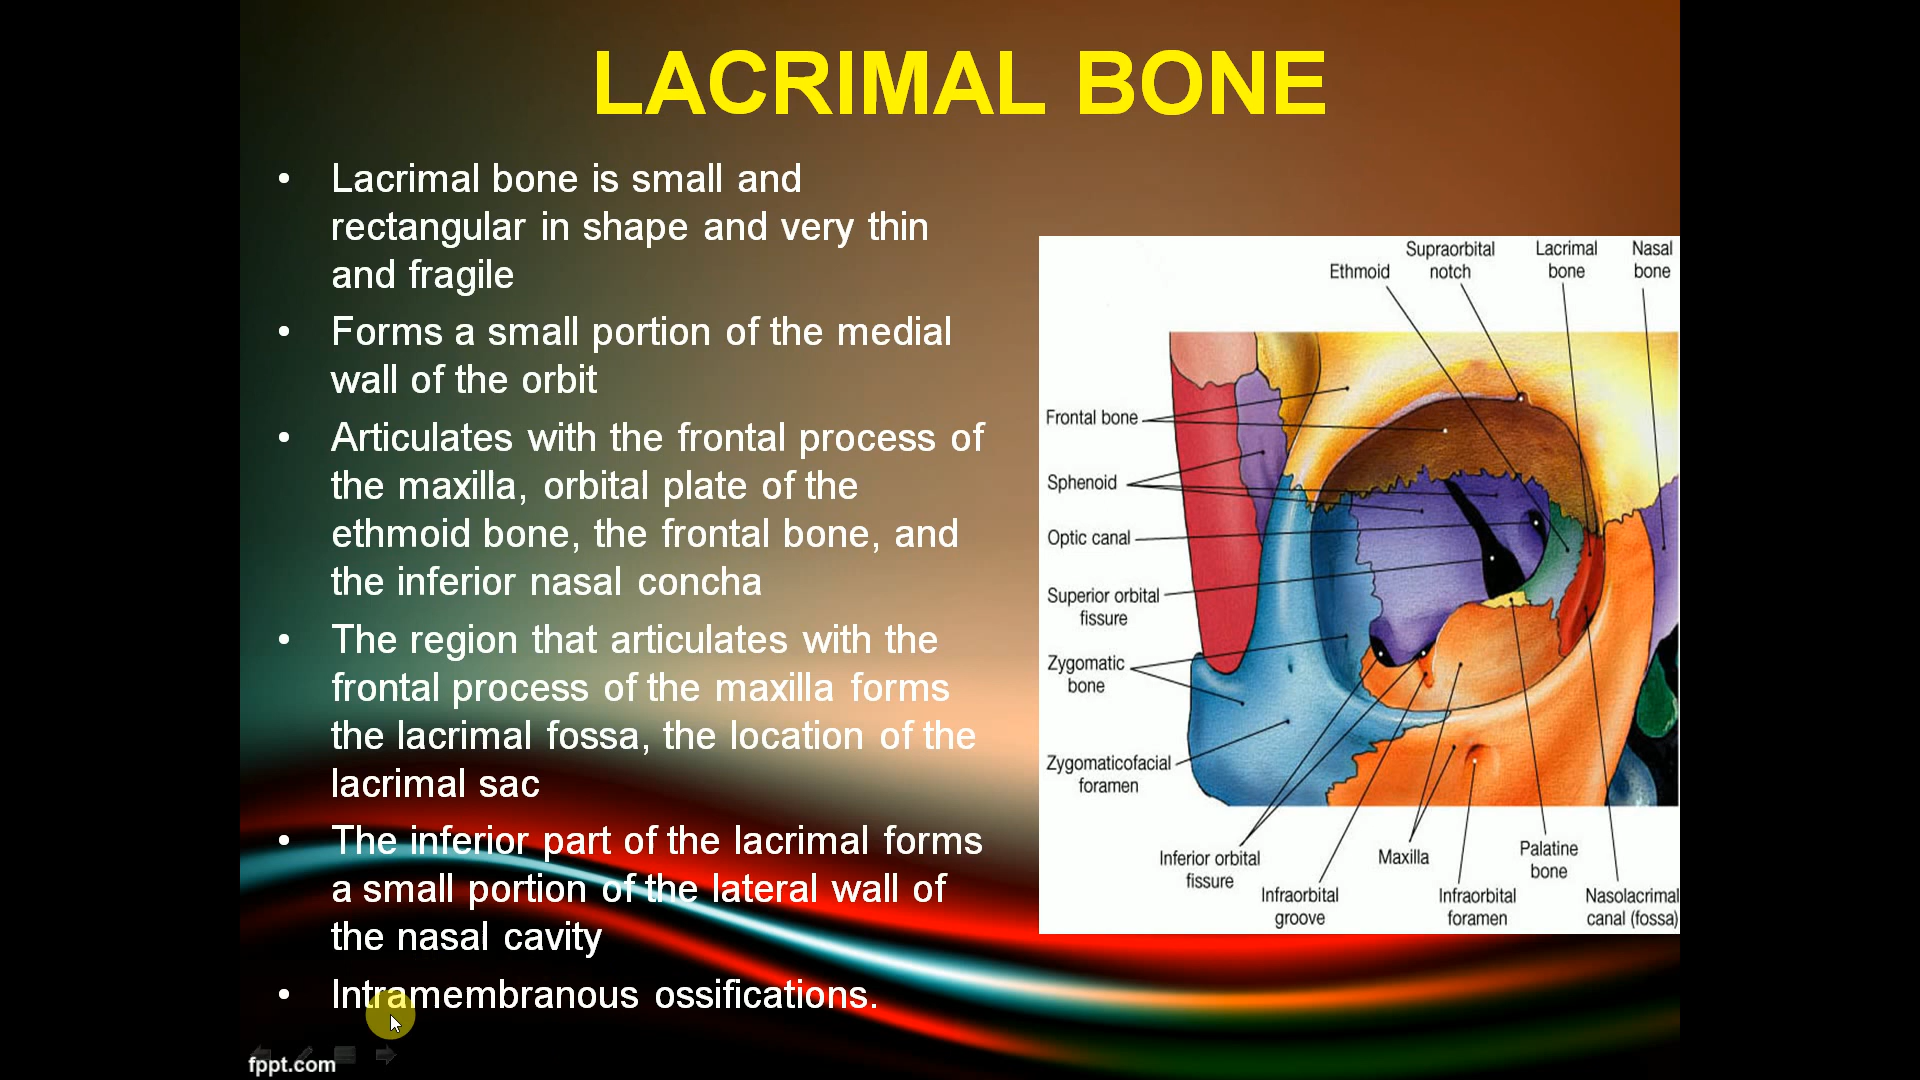 LACRIMAL BONE
• Lacrimal bone is small and
rectangular in shape and very thin
and fragile
• Forms a small portion of the medial
wall of the orbit
• Articulates with the frontal process of
the maxilla, orbital plate of the
ethmoid bone, the frontal bone, and
the inferior nasal concha
• The region that articulates with the
frontal process of the maxilla forms
the lacrimal fossa, the location of the
lacrimal sac
• The inferior part of the lacrimal forms
a small portion of the lateral wall of
the nasal cavity
• Intramembranous ossifications.
Ethmoid
Supraorbital
notch
Lacrimal
bone
Nasal
bone
Frontal bone
Sphenoid
Optic canal
Superior orbital
fissure
Zygomatic
bone
Zygomaticofacial
foramen
Inferior orbital
fissure
Infraorbital
groove
Maxilla
Infraorbital
foramen
Palatine
bone
Nasolacrimal
canal (fossa)
fppt.com